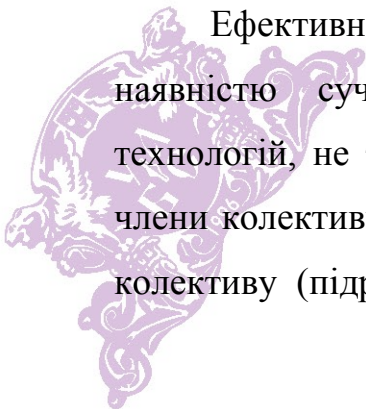 Ефективн
наявністю суч
технологій, не
члени колектив
колективу (підр